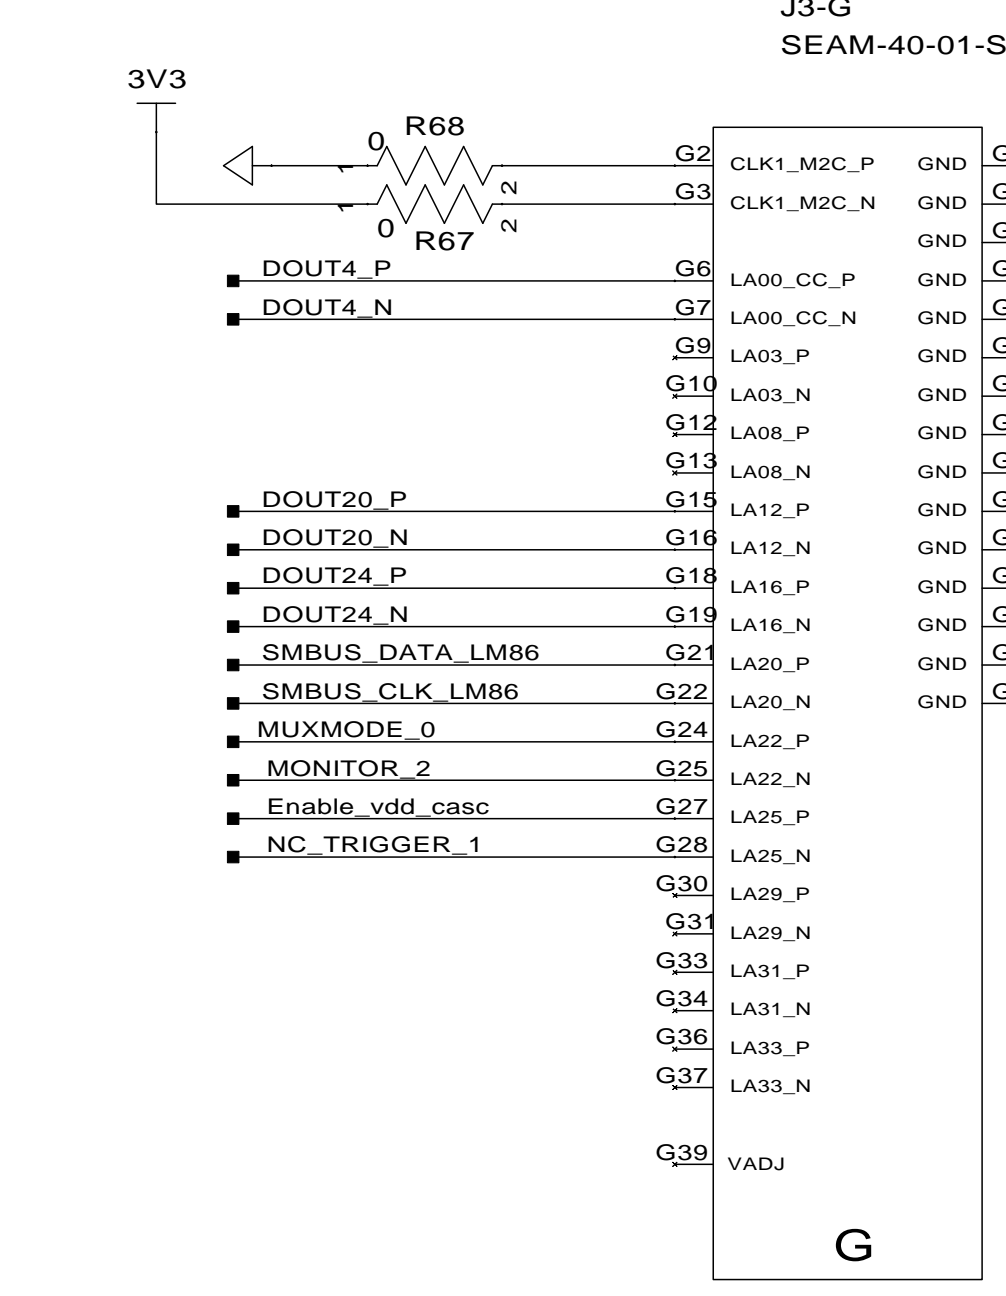 J3-G
SEAM-40-01-S
3V3
0 R68
1 2 G2 CLK1_M2C_P GND G
1 2 G3 CLK1_M2C_N GND G
0 R67
GND G
DOUT4_P G6 LA00_CC_P GND G
DOUT4_N G7 LA00_CC_N GND G
G9 LA03_P GND G
G10 LA03_N GND G
G12 LA08_P GND G
G13 LA08_N GND G
DOUT20_P G15 LA12_P GND G
DOUT20_N G16 LA12_N GND G
DOUT24_P G18 LA16_P GND G
DOUT24_N G19 LA16_N GND G
SMBUS_DATA_LM86 G21 LA20_P GND G
SMBUS_CLK_LM86 G22 LA20_N GND G
MUXMODE_0 G24 LA22_P
MONITOR_2 G25 LA22_N
Enable_vdd_casc G27 LA25_P
NC_TRIGGER_1 G28 LA25_N
G30 LA29_P
G31 LA29_N
G33 LA31_P
G34 LA31_N
G36 LA33_P
G37 LA33_N
G39 VADJ
G